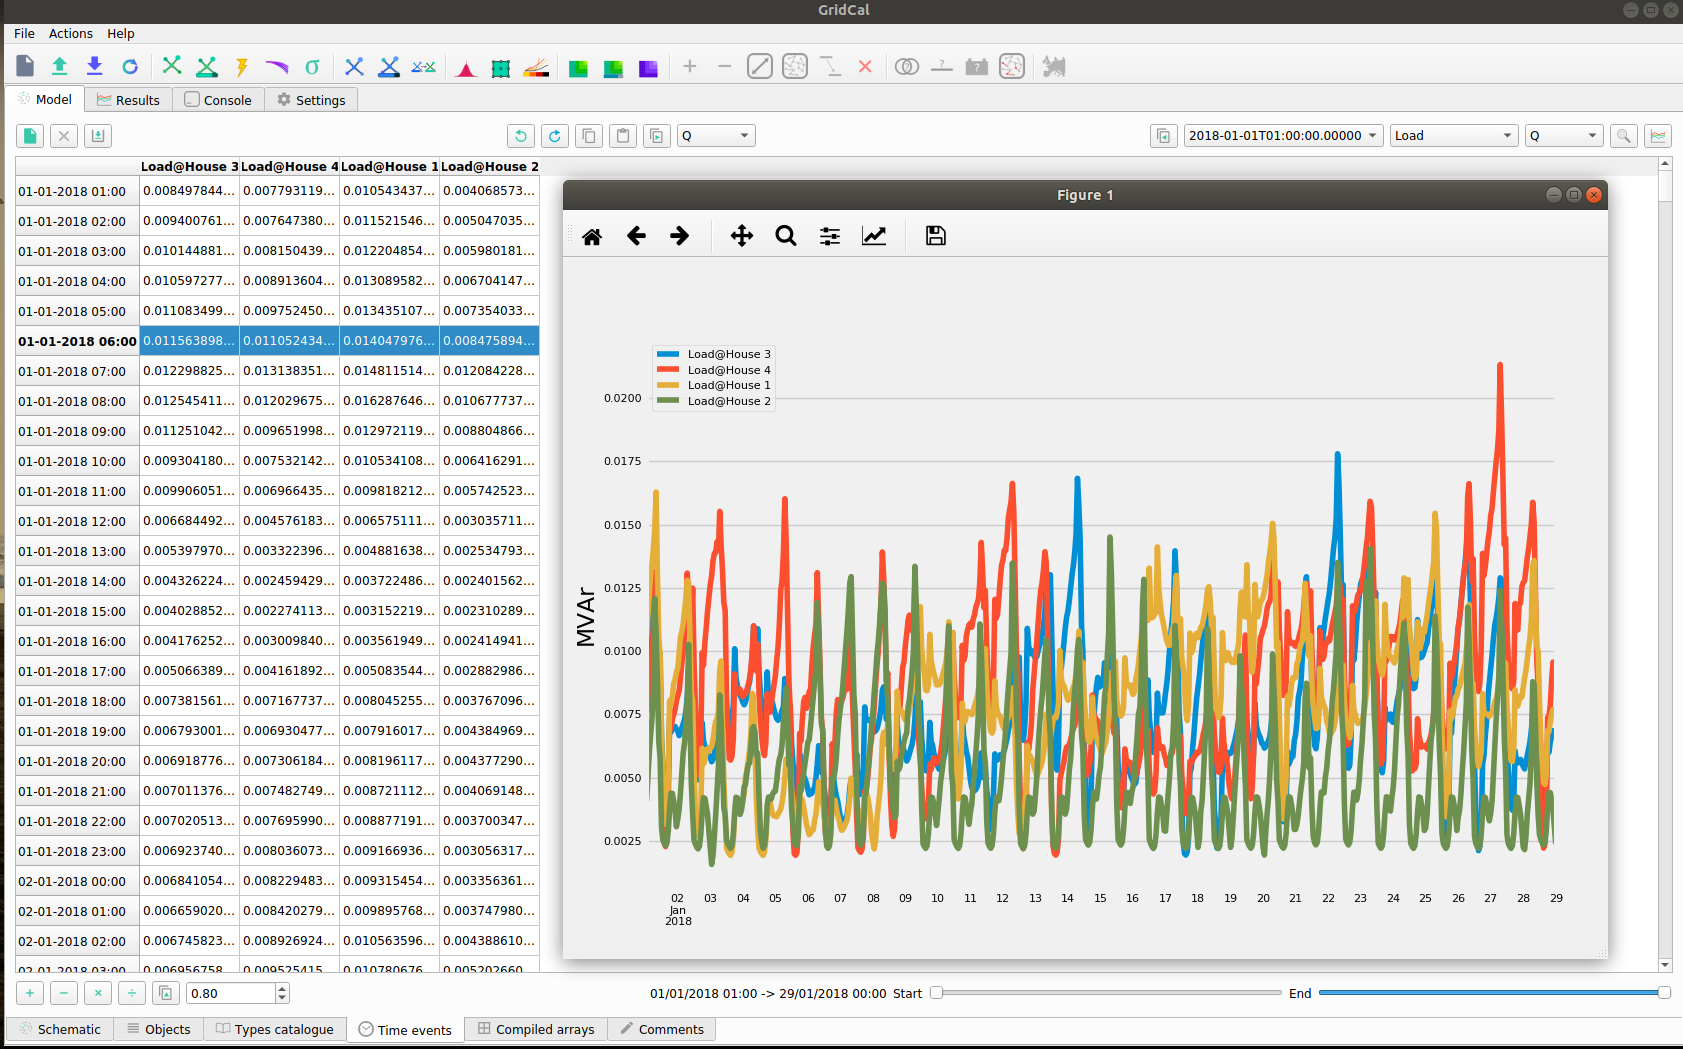 GridCal
File Actions Help
Model Results Console Settings
Q 2018-01-01T01:00:00.00000 Load Q
Load@House 3 Load@House 4 Load@House 1 Load@House 2
01-01-2018 01:00 0.008497844... 0.007793119... 0.010543437... 0.004068573...
01-01-2018 02:00 0.009400761... 0.007647380... 0.011521546... 0.005047035...
01-01-2018 03:00 0.010144881... 0.008150439... 0.012204854... 0.005980181...
01-01-2018 04:00 0.010597277... 0.008913604... 0.013089582... 0.006704147...
01-01-2018 05:00 0.011083499... 0.009752450... 0.013435107... 0.007354033...
01-01-2018 06:00 0.011563898... 0.011052434... 0.014047976... 0.008475894...
01-01-2018 07:00 0.012298825... 0.013138351... 0.014811514... 0.012084228...
01-01-2018 08:00 0.012545411... 0.012029675... 0.016287646... 0.010677737...
01-01-2018 09:00 0.011251042... 0.009651998... 0.012972119... 0.008804866...
01-01-2018 10:00 0.009304180... 0.007532142... 0.010534108... 0.006416291...
01-01-2018 11:00 0.009906051... 0.006966435... 0.009818212... 0.005742523...
01-01-2018 12:00 0.006684492... 0.004576183... 0.006575111... 0.003035711...
01-01-2018 13:00 0.005397970... 0.003322396... 0.004881638... 0.002534793...
01-01-2018 14:00 0.004326224... 0.002459429... 0.003722486... 0.002401562...
01-01-2018 15:00 0.004028852... 0.002274113... 0.003152219... 0.002310289...
01-01-2018 16:00 0.004176252... 0.003009840... 0.003561949... 0.002414941...
01-01-2018 17:00 0.005066389... 0.004161892... 0.005083544... 0.002882986...
01-01-2018 18:00 0.007381561... 0.007167737... 0.008045255... 0.003767096...
01-01-2018 19:00 0.006793001... 0.006930477... 0.007916017... 0.004384969...
01-01-2018 20:00 0.006918776... 0.007306184... 0.008196117... 0.004377290...
01-01-2018 21:00 0.007011376... 0.007482749... 0.008721112... 0.004069148...
01-01-2018 22:00 0.007020513... 0.007695990... 0.008877191... 0.003700347...
01-01-2018 23:00 0.006923740... 0.008036073... 0.009166936... 0.003056317...
02-01-2018 00:00 0.006841054... 0.008229483... 0.009315454... 0.003356361...
02-01-2018 01:00 0.006659020... 0.008420279... 0.009895768... 0.003747980...
02-01-2018 02:00 0.006745823... 0.008926924... 0.010563596... 0.004388610...
02-01-2018 03:00 0.006956758... 0.009525415... 0.010780676... 0.005202660...
Figure 1
Load@House 3
Load@House 4
Load@House 1
Load@House 2
0.0200
0.0175
0.0150
0.0125
0.0100
0.0075
0.0050
0.0025
MVAr
02 03 04 05 06 07 08 09 10 11 12 13 14 15 16 17 18 19 20 21 22 23 24 25 26 27 28 29
Jan
2018
0.80 01/01/2018 01:00 -> 29/01/2018 00:00 Start End
Schematic Objects Types catalogue Time events Compiled arrays Comments